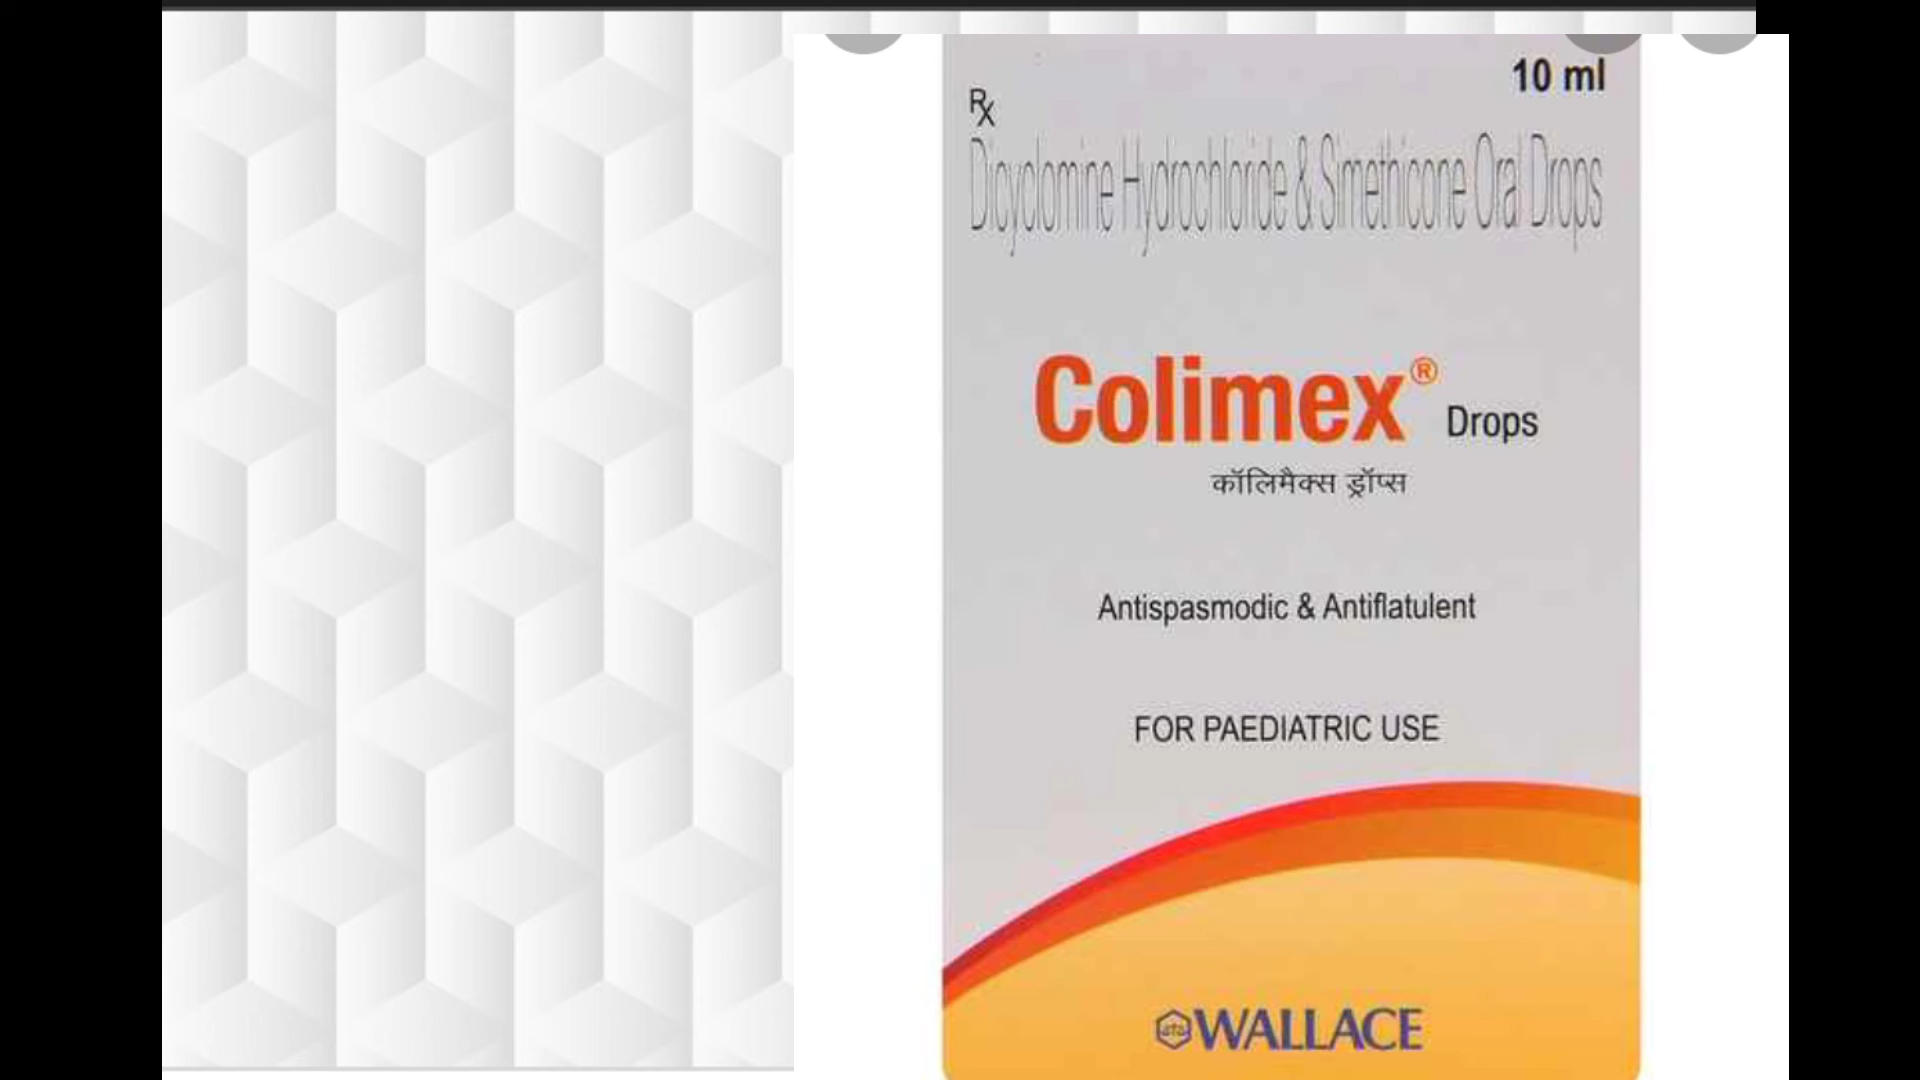 10 ml
Rx
Dicyclomine Hydrochloride & Simethicone Oral Drops
Colimex® Drops
कॉलिमैक्स ड्रॉप्स
Antispasmodic & Antiflatulent
FOR PAEDIATRIC USE
WALLACE